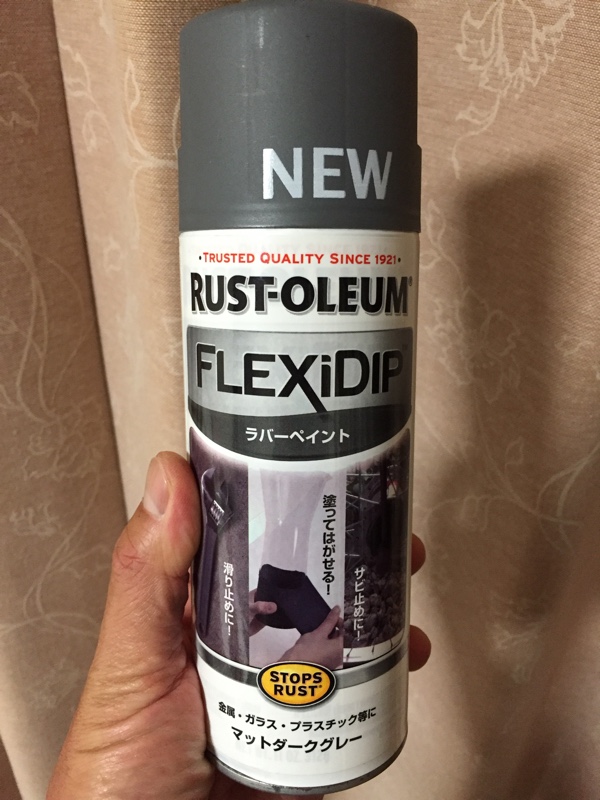 NEW
•TRUSTED QUALITY SINCE 1921•
RUST-OLEUM®
FLEXiDIP
ラバーペイント
滑り止めに!
塗ってはがせる!
サビ止めに!
STOPS
RUST®
金属・ガラス・プラスチック等に
マットダークグレー